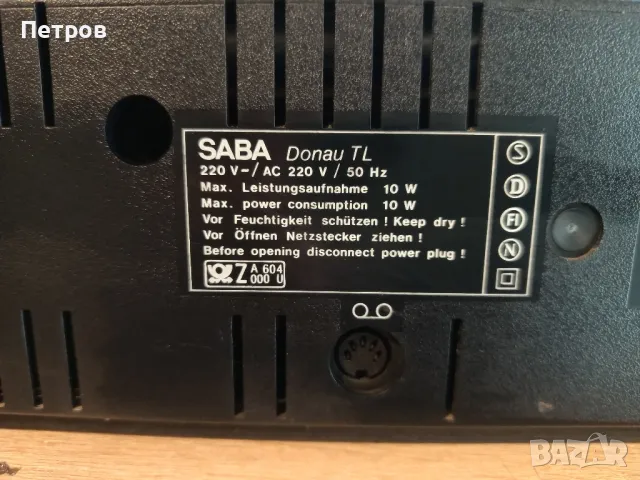 Петров
SABA Donau TL
220 V~/ AC 220 V / 50 Hz
Max. Leistungsaufnahme 10 W
Max. power consumption 10 W
Vor Feuchtigkeit schützen ! Keep dry !
Vor Öffnen Netzstecker ziehen !
Before opening disconnect power plug !
Z A 604
000 U
S
D
FI
N
BAZAR